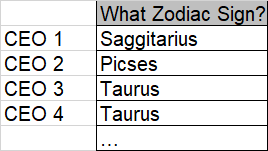 What Zodiac Sign?
CEO 1 Saggitarius
CEO 2 Picses
CEO 3 Taurus
CEO 4 Taurus
...